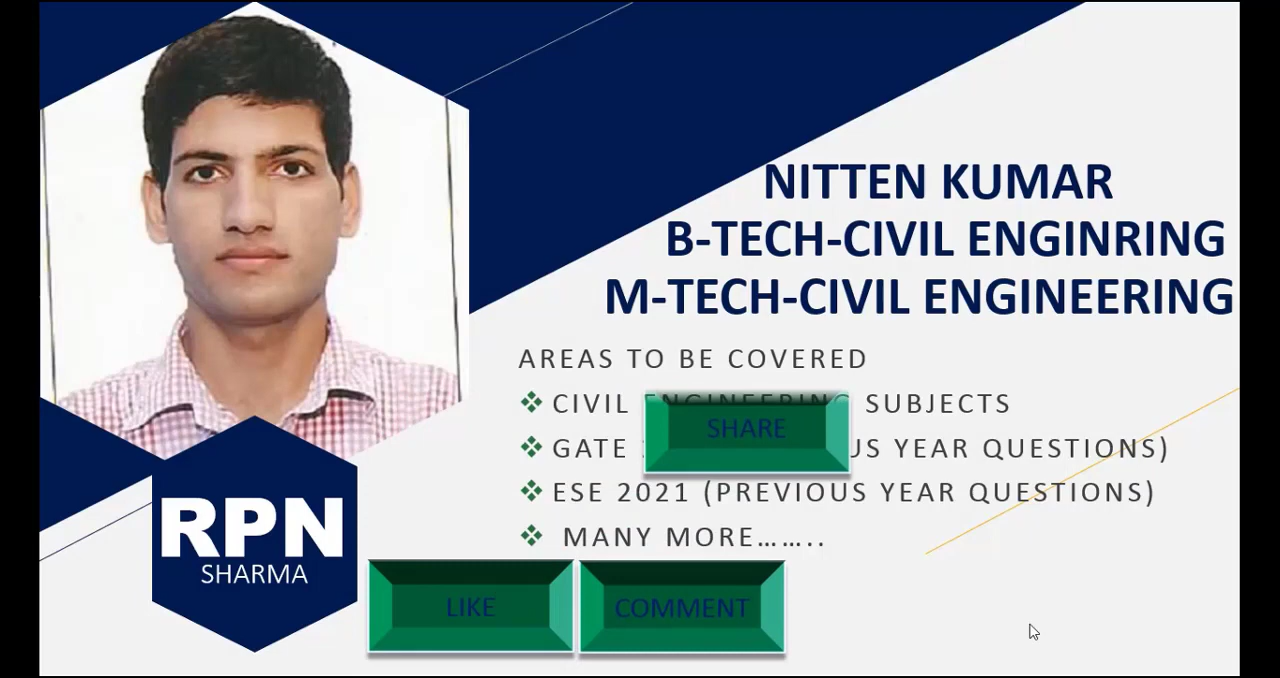 NITTEN KUMAR
B-TECH-CIVIL ENGINRING
M-TECH-CIVIL ENGINEERING
AREAS TO BE COVERED
❖ CIVIL ENGINEERING SUBJECTS
❖ GATE YEAR QUESTIONS)
❖ ESE 2021 (PREVIOUS YEAR QUESTIONS)
❖ MANY MORE……..
SHARE
RPN
SHARMA
LIKE
COMMENT